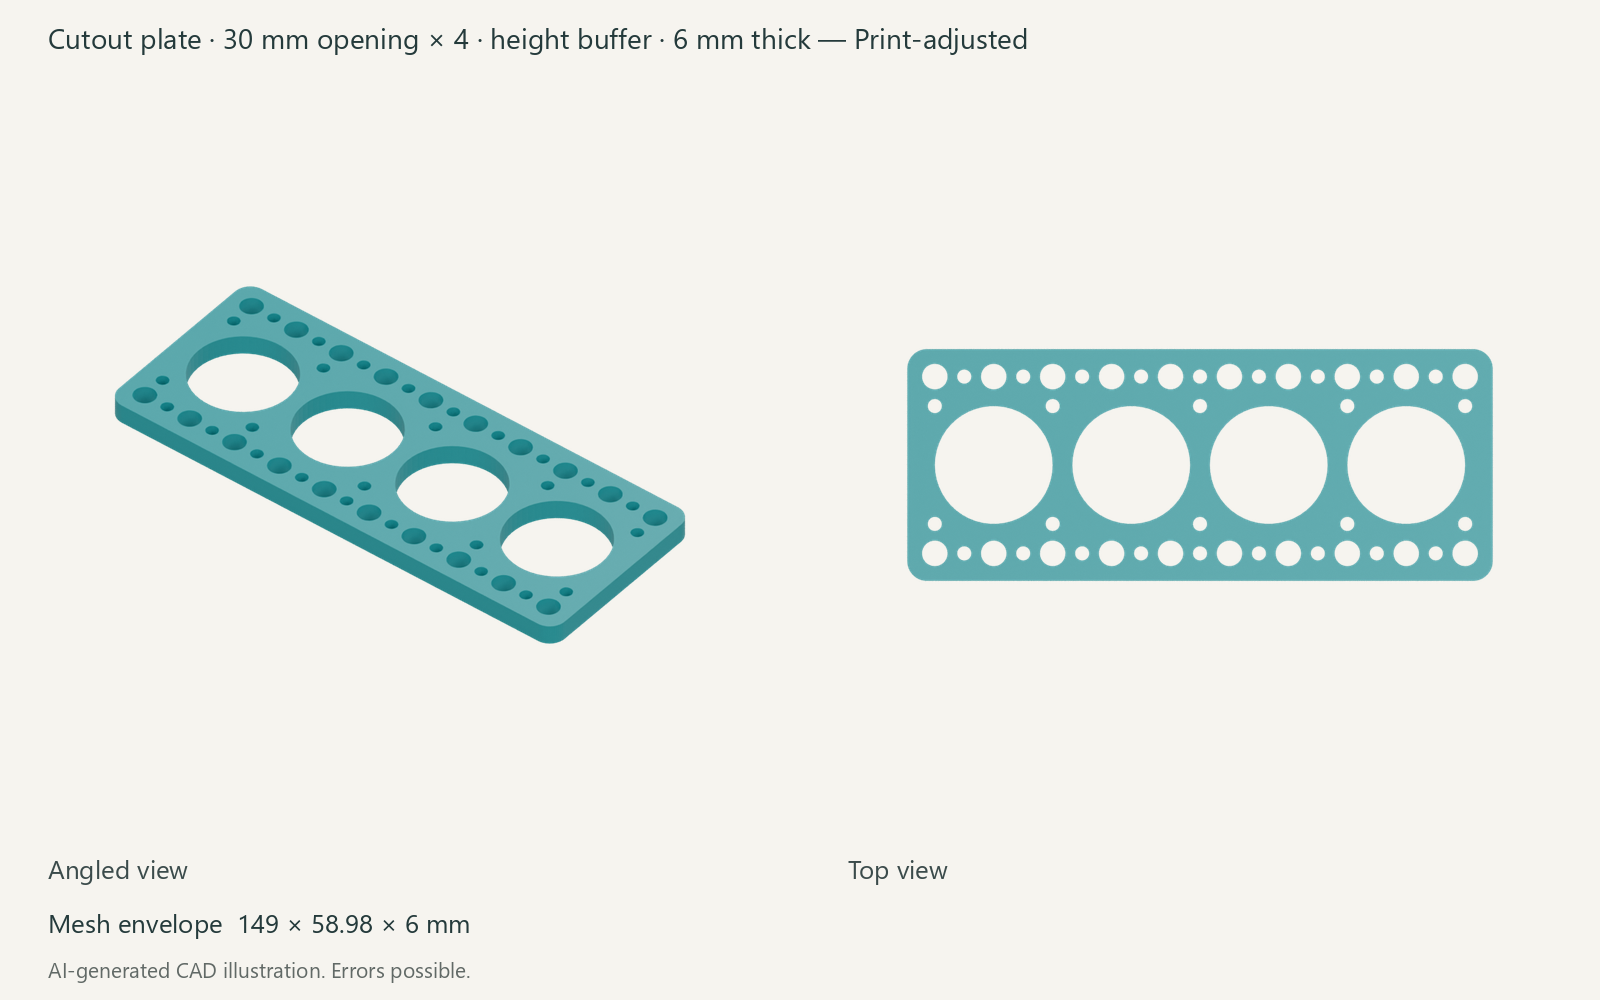 Cutout plate · 30 mm opening × 4 · height buffer · 6 mm thick — Print-adjusted
Angled view
Top view
Mesh envelope 149 × 58.98 × 6 mm
AI-generated CAD illustration. Errors possible.